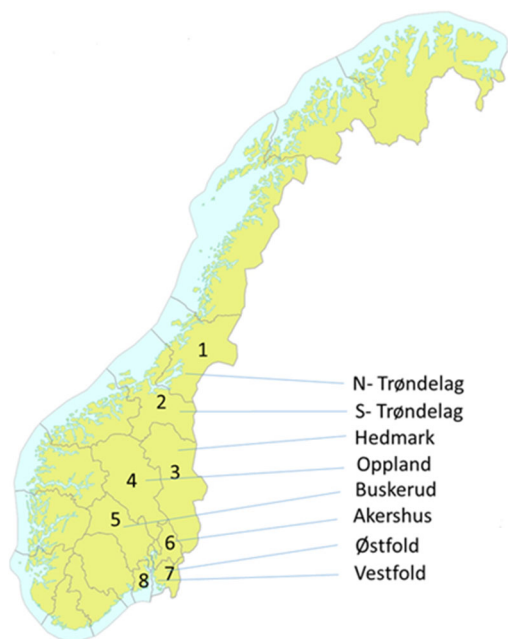 1
2
3
4
5
6
7
8
N- Trøndelag
S- Trøndelag
Hedmark
Oppland
Buskerud
Akershus
Østfold
Vestfold